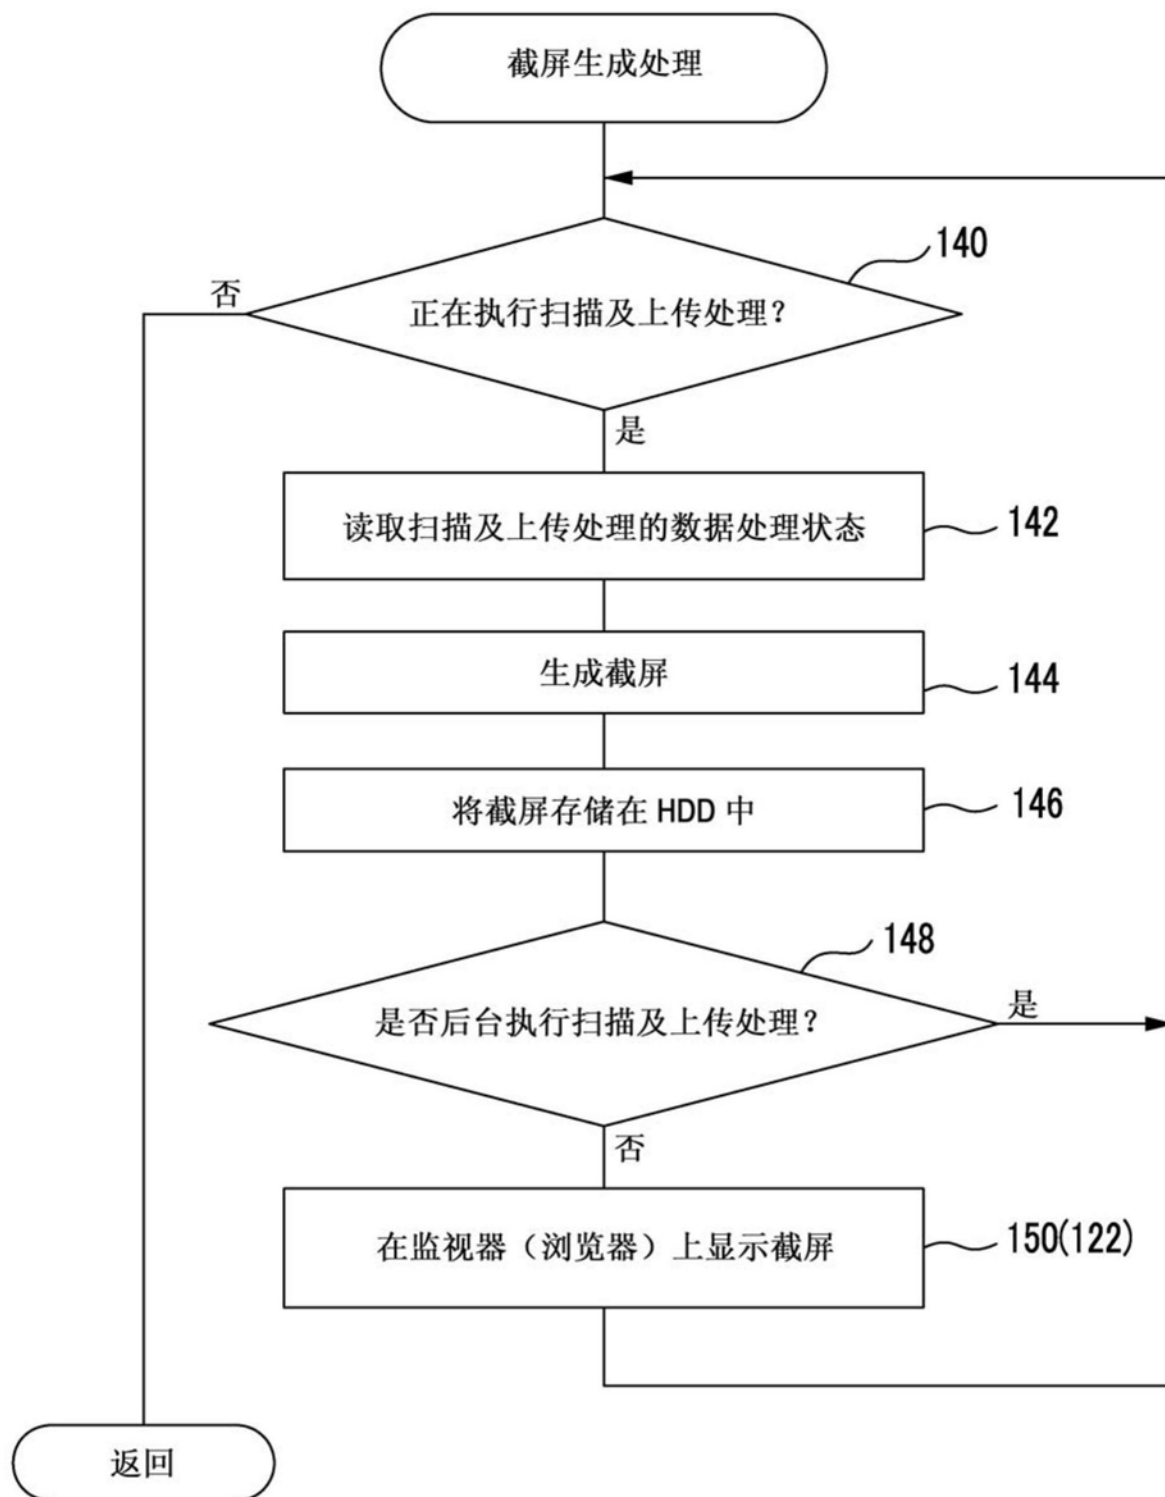 截屏生成处理
140
否
正在执行扫描及上传处理？
是
读取扫描及上传处理的数据处理状态
142
生成截屏
144
将截屏存储在 HDD 中
146
148
是否后台执行扫描及上传处理？
是
否
在监视器（浏览器）上显示截屏
150(122)
返回